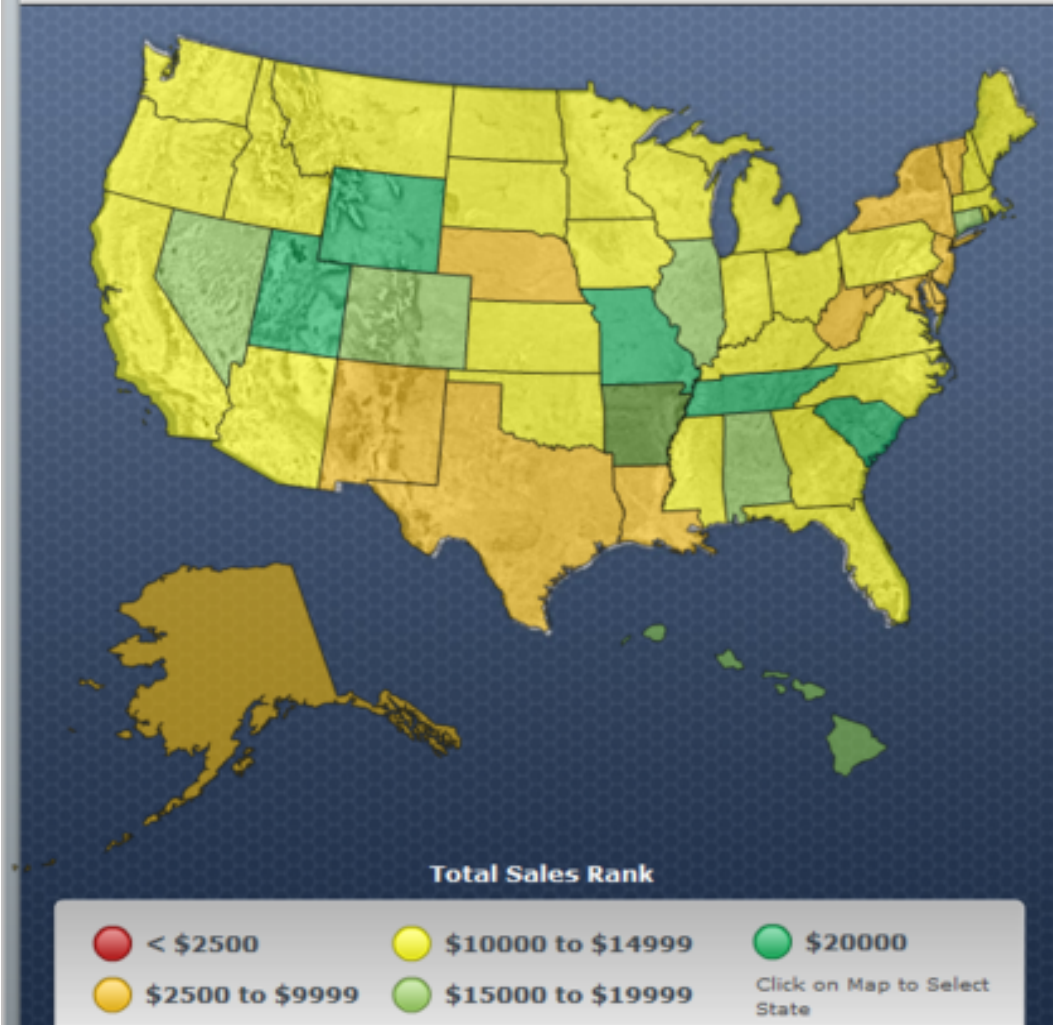 Total Sales Rank
< $2500
$10000 to $14999
$20000
$2500 to $9999
$15000 to $19999
Click on Map to Select
State